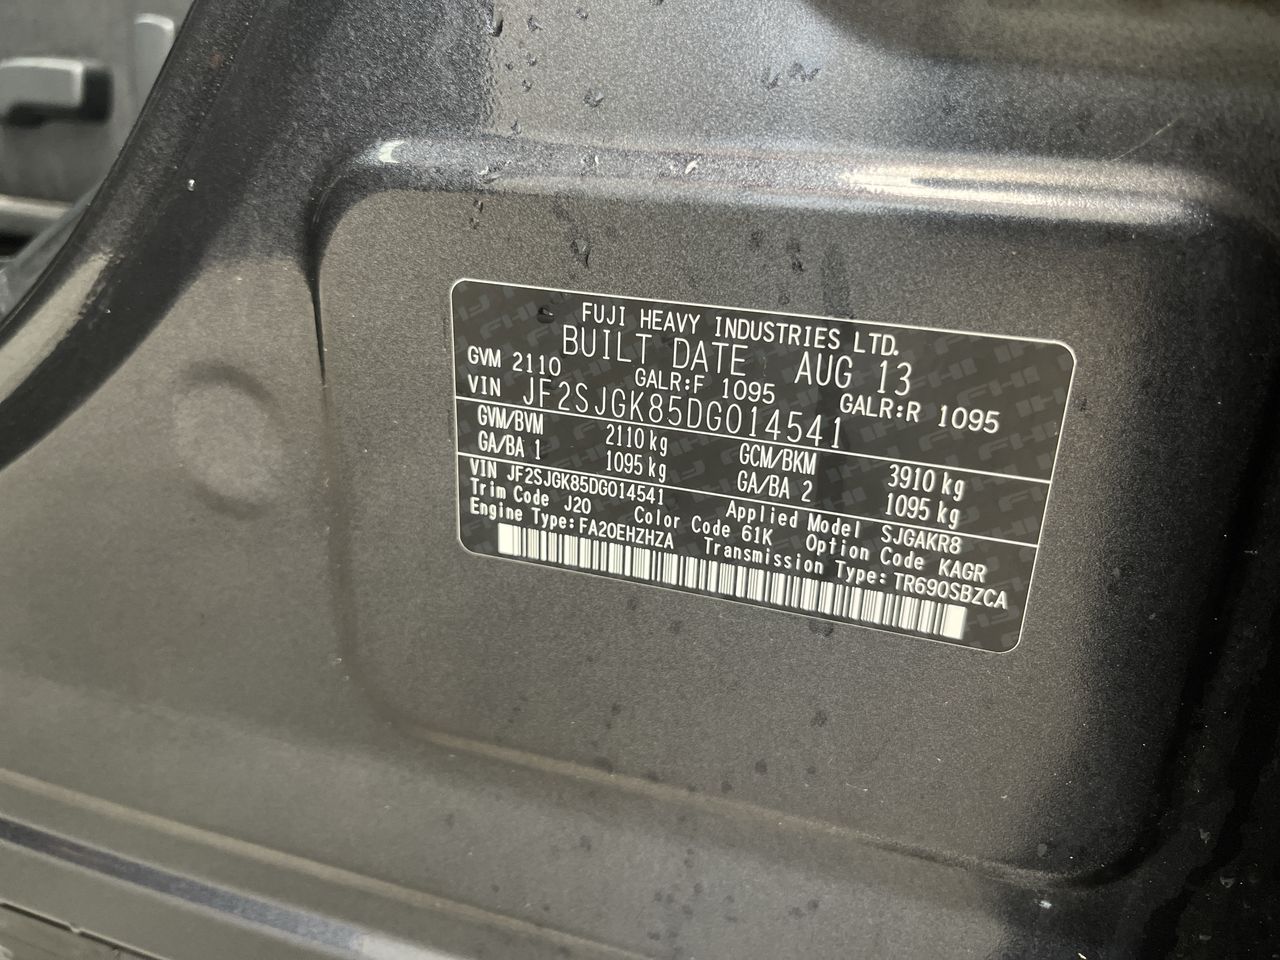 FUJI HEAVY INDUSTRIES LTD.
BUILT DATE AUG 13
GVM 2110 GALR:F 1095 GALR:R 1095
VIN JF2SJGK85DG014541
GVM/BVM 2110 kg GCM/BKM 3910 kg
GA/BA 1 1095 kg GA/BA 2 1095 kg
VIN JF2SJGK85DG014541 Applied Model SJGAKR8
Trim Code J20 Color Code 61K Option Code KAGR
Engine Type: FA20EHZHZA Transmission Type: TR690SBZCA